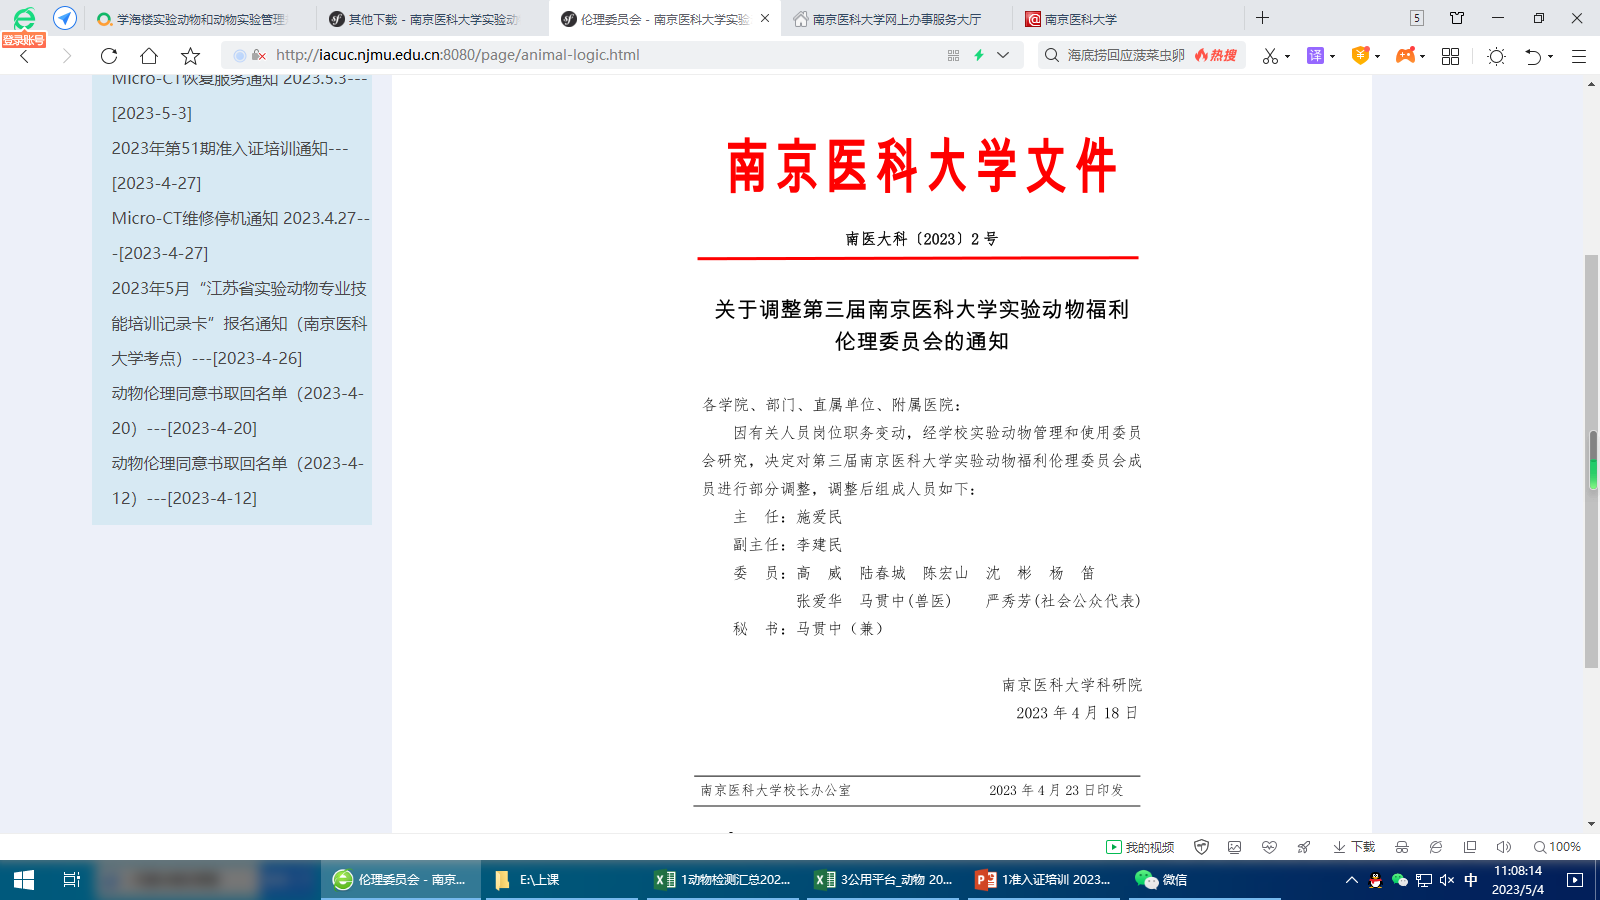 学海楼实验动物和动物实验管理
其他下载 - 南京医科大学实验动
伦理委员会 - 南京医科大学实验
南京医科大学网上办事服务大厅
南京医科大学
5
登录账号
http://iacuc.njmu.edu.cn:8080/page/animal-logic.html
海底捞回应菠菜虫卵
热搜
译
Micro-CT恢复服务通知 2023.5.3---
[2023-5-3]
2023年第51期准入证培训通知---
[2023-4-27]
Micro-CT维修停机通知 2023.4.27--
-[2023-4-27]
2023年5月“江苏省实验动物专业技
能培训记录卡”报名通知（南京医科
大学考点）---[2023-4-26]
动物伦理同意书取回名单（2023-4-
20）---[2023-4-20]
动物伦理同意书取回名单（2023-4-
12）---[2023-4-12]
南京医科大学文件
南医大科〔2023〕2 号
关于调整第三届南京医科大学实验动物福利
伦理委员会的通知
各学院、部门、直属单位、附属医院：
因有关人员岗位职务变动，经学校实验动物管理和使用委员
会研究，决定对第三届南京医科大学实验动物福利伦理委员会成
员进行部分调整，调整后组成人员如下：
主　任：施爱民
副主任：李建民
委　员：高　威　陆春城　陈宏山　沈　彬　杨　笛
张爱华　马贯中(兽医)　　严秀芳(社会公众代表)
秘　书：马贯中（兼）
南京医科大学科研院
2023 年 4 月 18 日
南京医科大学校长办公室　2023 年 4 月 23 日印发
我的视频
下载
100%
伦理委员会 - 南京...
E:\上课
1动物检测汇总202...
3公用平台_动物 20...
1准入证培训 2023...
微信
中
11:08:14
2023/5/4